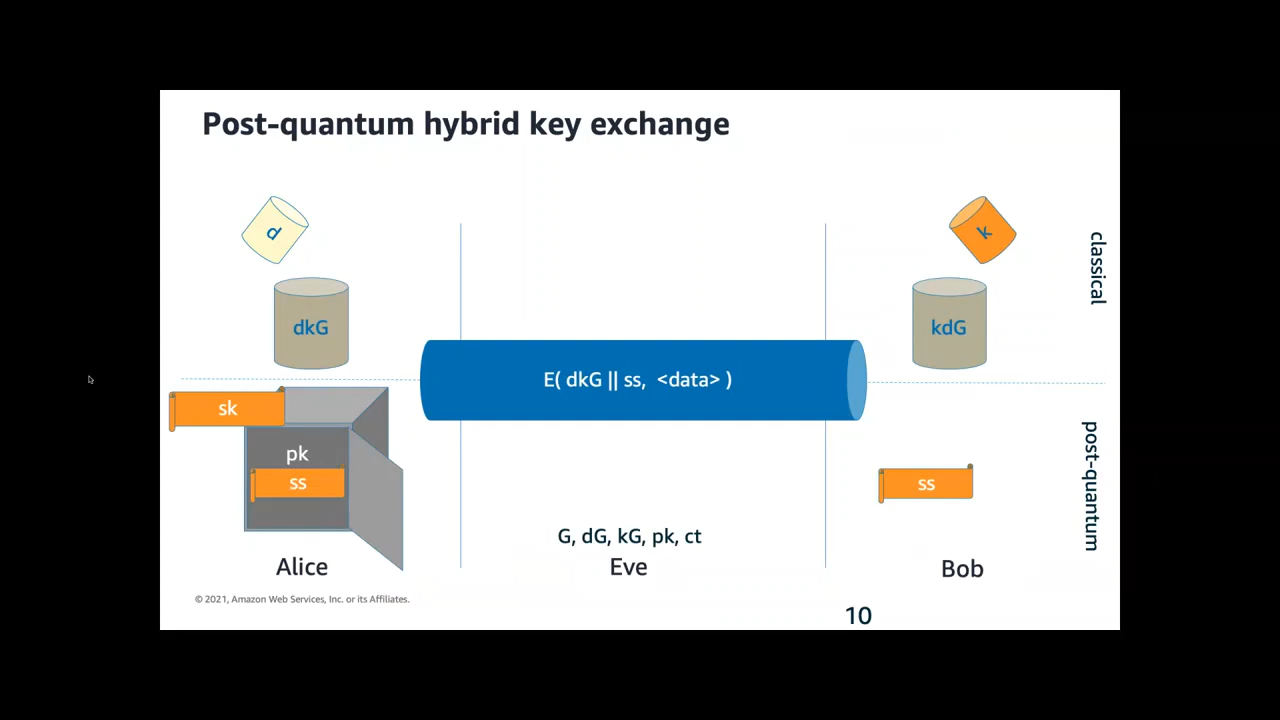 Post-quantum hybrid key exchange
d
k
classical
dkG
kdG
E( dkG || ss, <data> )
sk
pk
ss
ss
post-quantum
G, dG, kG, pk, ct
Alice
Eve
Bob
© 2021, Amazon Web Services, Inc. or its Affiliates.
10